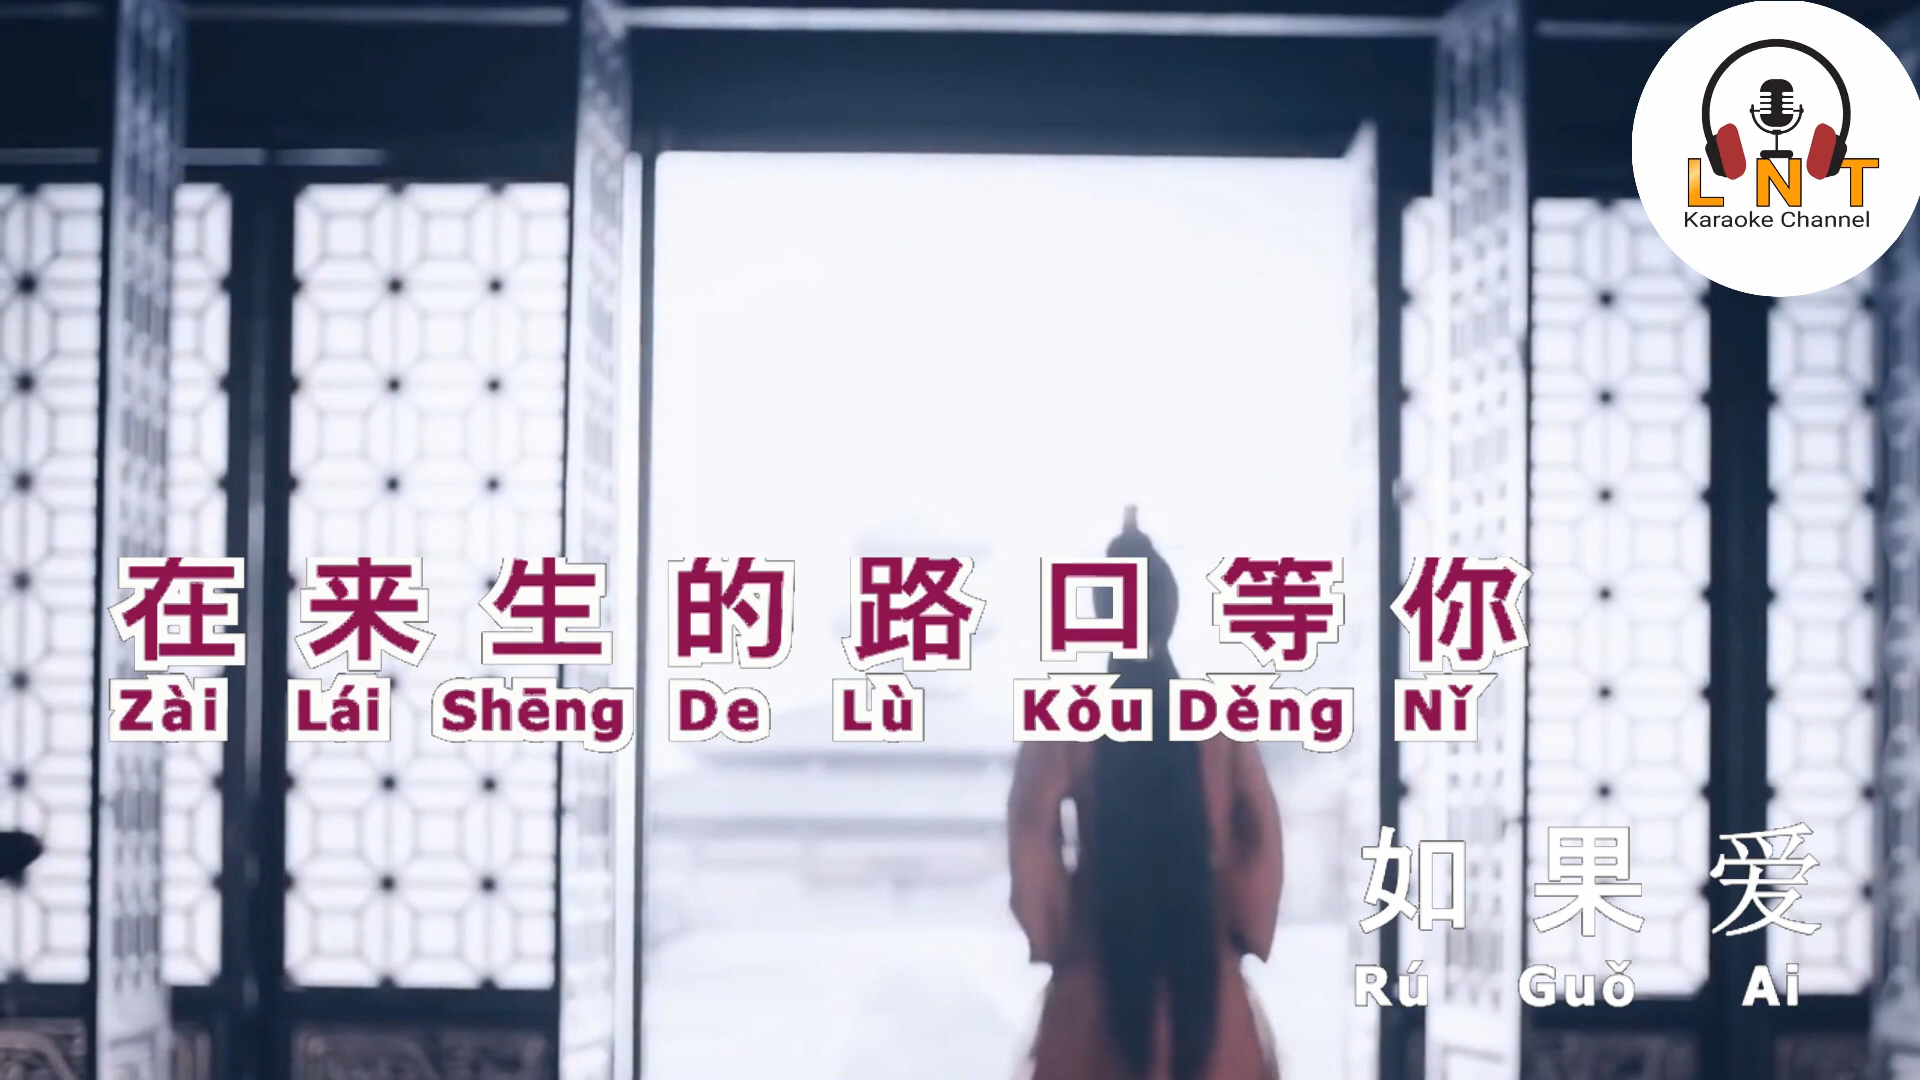 L N T
Karaoke Channel
在来生的路口等你
Zài Lái Shēng De Lù Kǒu Děng Nǐ
如果爱
Rú Guǒ Ai